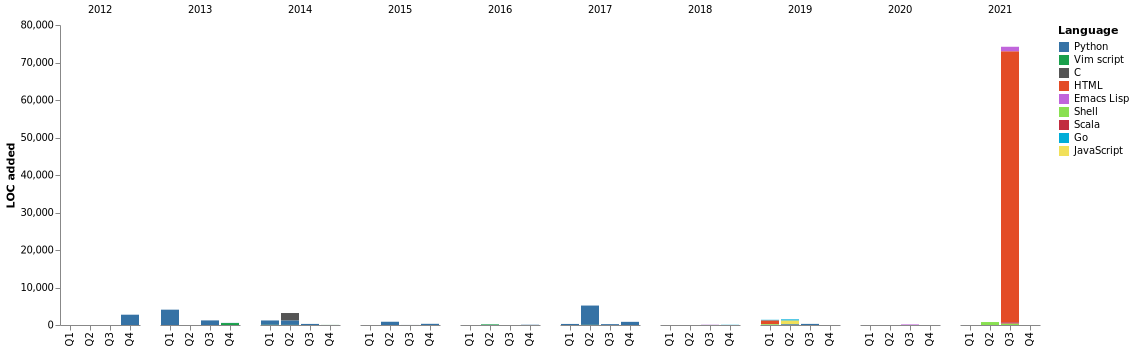 2012 2013 2014 2015 2016 2017 2018 2019 2020 2021
LOC added
80,000
70,000
60,000
50,000
40,000
30,000
20,000
10,000
0
Q1 Q2 Q3 Q4 Q1 Q2 Q3 Q4 Q1 Q2 Q3 Q4 Q1 Q2 Q3 Q4 Q1 Q2 Q3 Q4 Q1 Q2 Q3 Q4 Q1 Q2 Q3 Q4 Q1 Q2 Q3 Q4 Q1 Q2 Q3 Q4 Q1 Q2 Q3 Q4
Language
Python
Vim script
C
HTML
Emacs Lisp
Shell
Scala
Go
JavaScript